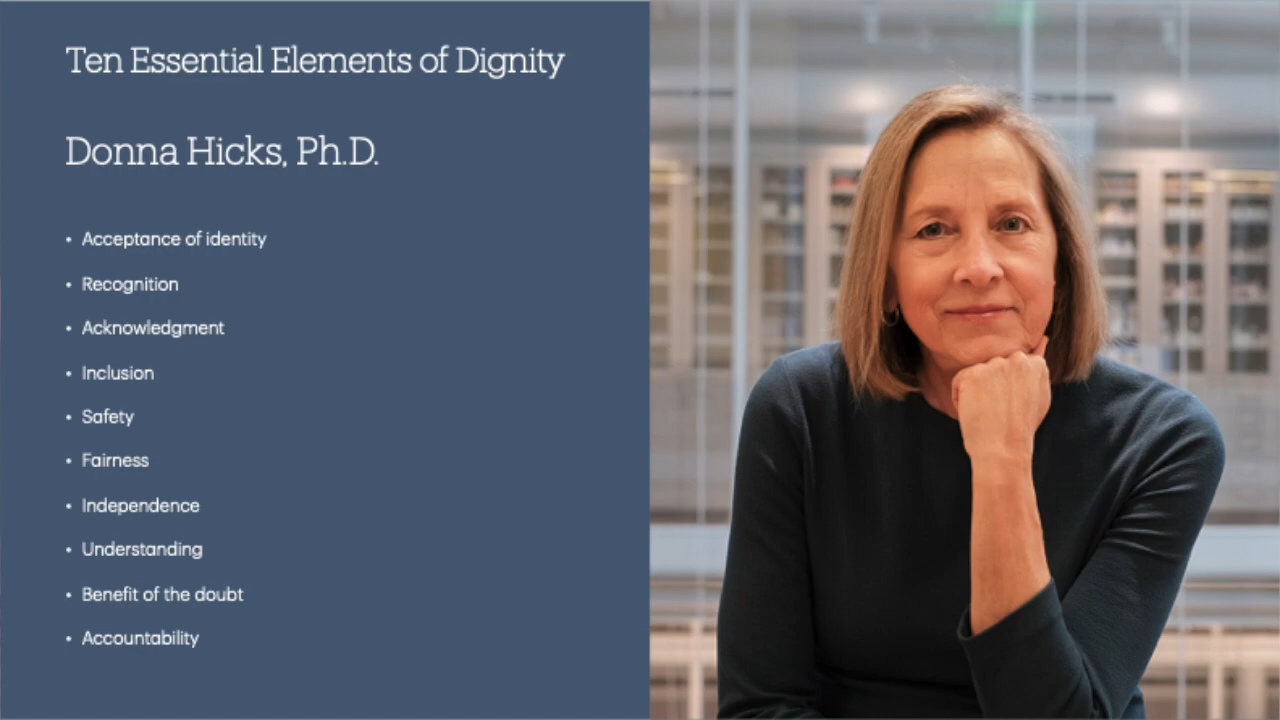 Ten Essential Elements of Dignity
Donna Hicks, Ph.D.
• Acceptance of identity
• Recognition
• Acknowledgment
• Inclusion
• Safety
• Fairness
• Independence
• Understanding
• Benefit of the doubt
• Accountability